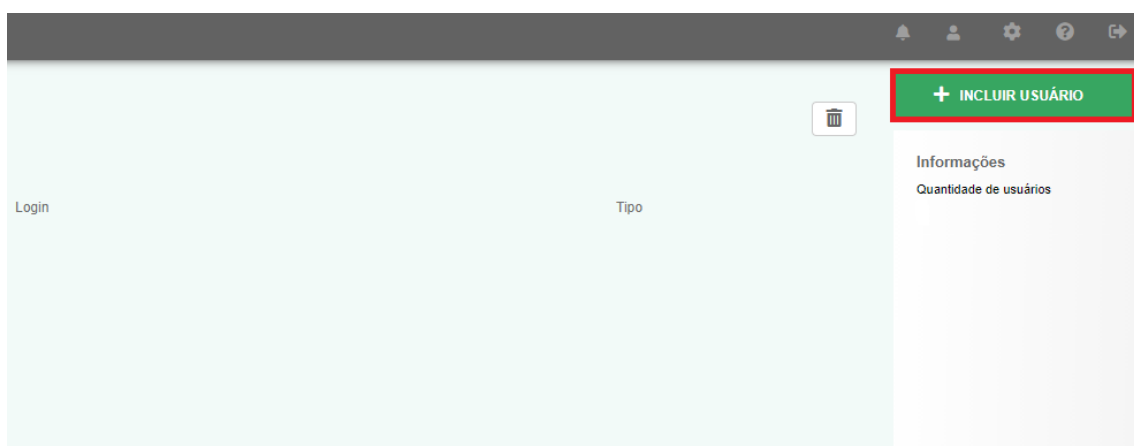 + INCLUIR USUÁRIO
Informações
Quantidade de usuários
Login
Tipo